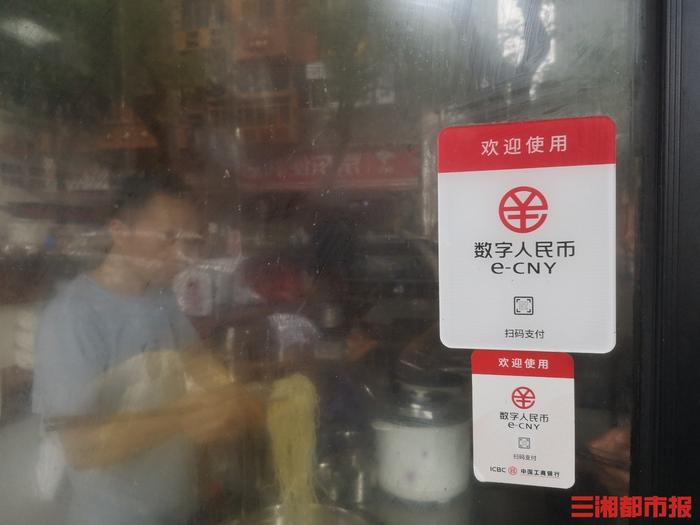 欢迎使用
数字人民币
e-CNY
扫码支付
欢迎使用
数字人民币
e-CNY
扫码支付
ICBC 中国工商银行
三湘都市报